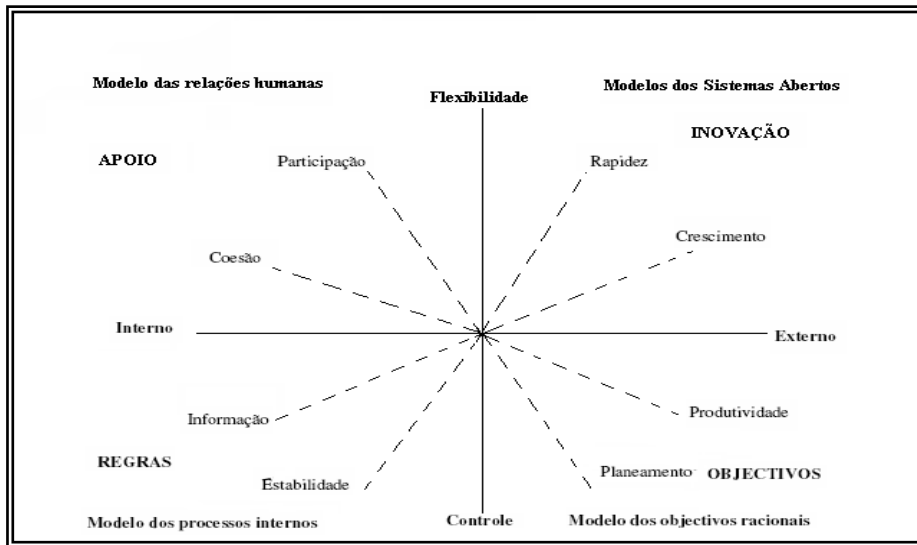 Modelo das relações humanas
Modelos dos Sistemas Abertos
Flexibilidade
INOVAÇÃO
APOIO
Participação
Rapidez
Crescimento
Coesão
Interno
Externo
Informação
Produtividade
REGRAS
Planeamento
OBJECTIVOS
Estabilidade
Modelo dos processos internos
Controle
Modelo dos objectivos racionais